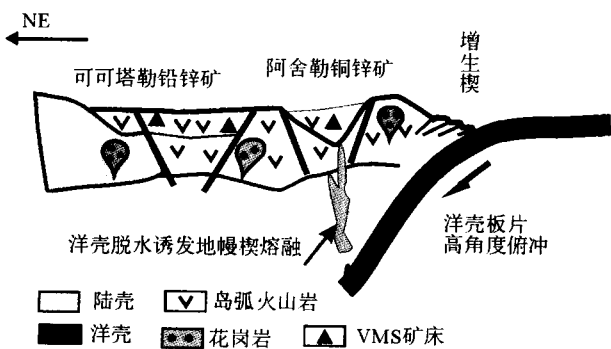 NE
可可塔勒铅锌矿
阿舍勒铜锌矿
增生楔
洋壳脱水诱发地幔楔熔融
洋壳板片
高角度俯冲
陆壳
岛弧火山岩
洋壳
花岗岩
VMS矿床